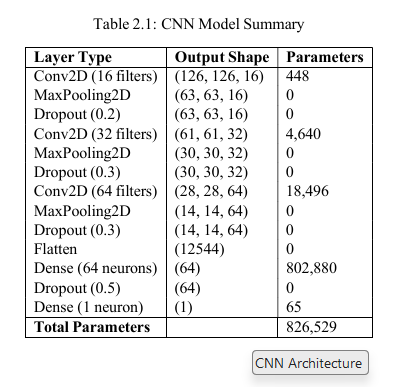 Table 2.1: CNN Model Summary
Layer Type Output Shape Parameters
Conv2D (16 filters) (126, 126, 16) 448
MaxPooling2D (63, 63, 16) 0
Dropout (0.2) (63, 63, 16) 0
Conv2D (32 filters) (61, 61, 32) 4,640
MaxPooling2D (30, 30, 32) 0
Dropout (0.3) (30, 30, 32) 0
Conv2D (64 filters) (28, 28, 64) 18,496
MaxPooling2D (14, 14, 64) 0
Dropout (0.3) (14, 14, 64) 0
Flatten (12544) 0
Dense (64 neurons) (64) 802,880
Dropout (0.5) (64) 0
Dense (1 neuron) (1) 65
Total Parameters 826,529
CNN Architecture